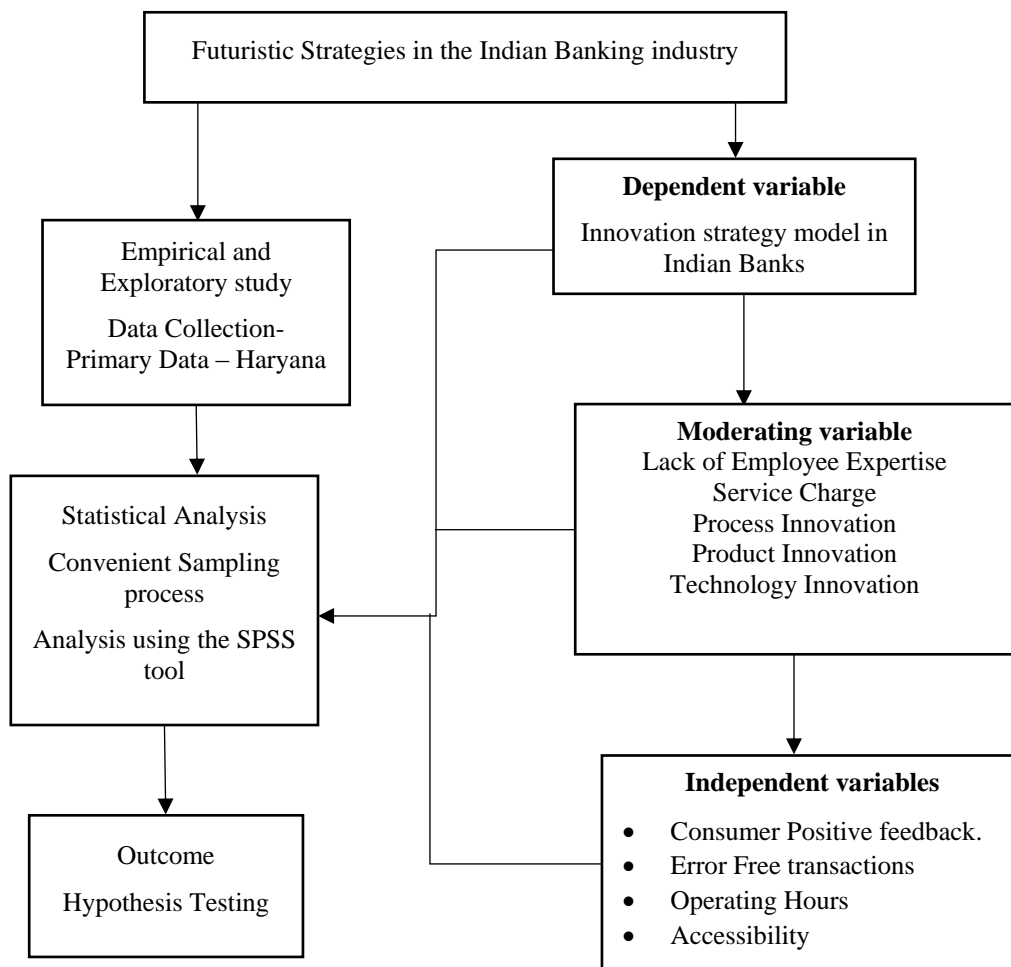 Futuristic Strategies in the Indian Banking industry
Dependent variable
Innovation strategy model in
Indian Banks
Empirical and
Exploratory study
Data Collection-
Primary Data – Haryana
Moderating variable
Lack of Employee Expertise
Service Charge
Process Innovation
Product Innovation
Technology Innovation
Statistical Analysis
Convenient Sampling
process
Analysis using the SPSS
tool
Independent variables
• Consumer Positive feedback.
• Error Free transactions
• Operating Hours
• Accessibility
Outcome
Hypothesis Testing